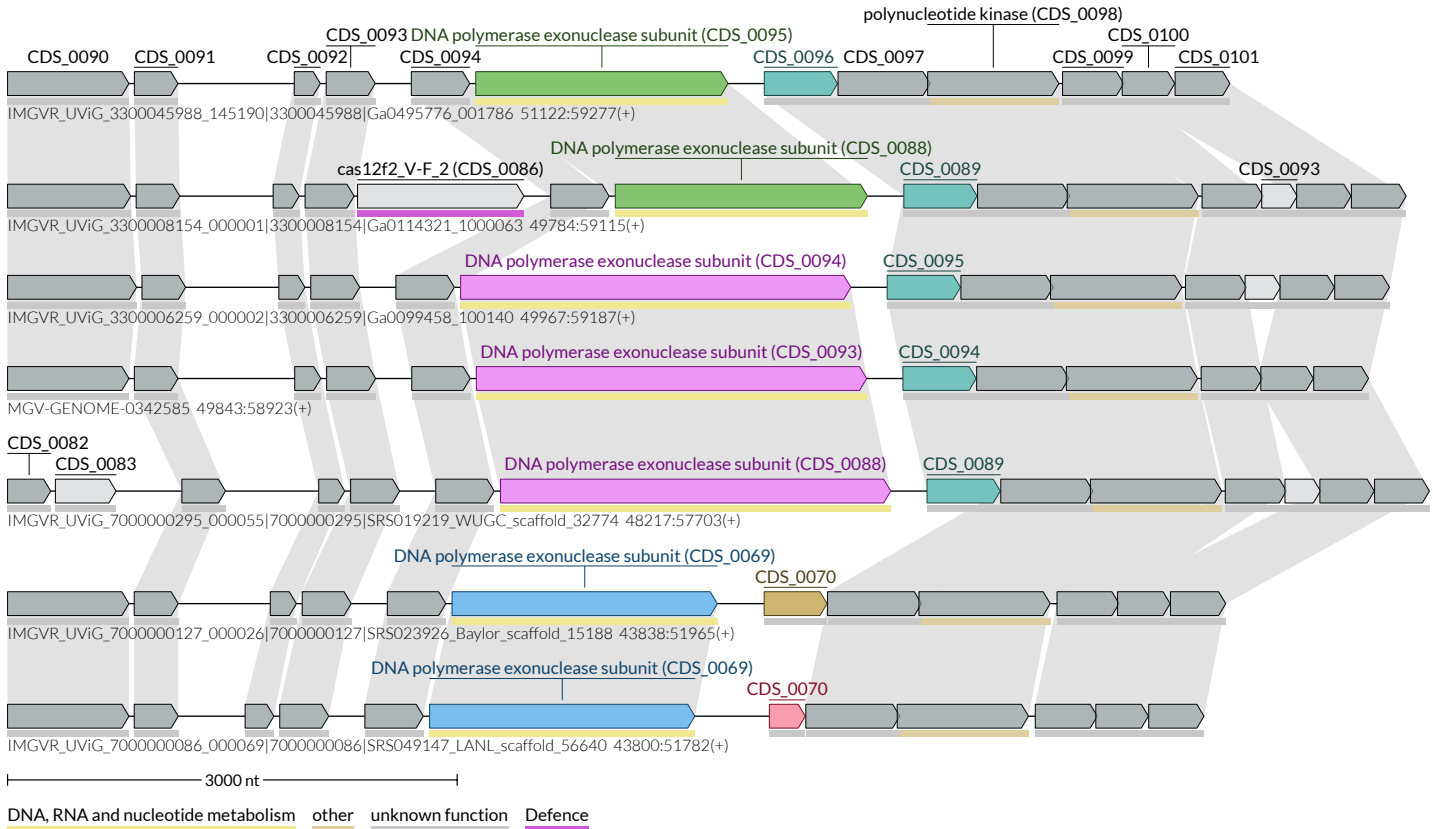 polynucleotide kinase (CDS_0098)
CDS_0093 DNA polymerase exonuclease subunit (CDS_0095) CDS_0100
CDS_0090 CDS_0091 CDS_0092 CDS_0094 CDS_0096 CDS_0097 CDS_0099 CDS_0101
IMGVR_UViG_3300045988_145190|3300045988|Ga0495776_001786 51122:59277(+)
DNA polymerase exonuclease subunit (CDS_0088)
cas12f2_V-F_2 (CDS_0086) CDS_0089 CDS_0093
IMGVR_UViG_3300008154_000001|3300008154|Ga0114321_1000063 49784:59115(+)
DNA polymerase exonuclease subunit (CDS_0094) CDS_0095
IMGVR_UViG_3300006259_000002|3300006259|Ga0099458_100140 49967:59187(+)
DNA polymerase exonuclease subunit (CDS_0093) CDS_0094
MGV-GENOME-0342585 49843:58923(+)
CDS_0082
CDS_0083 DNA polymerase exonuclease subunit (CDS_0088) CDS_0089
IMGVR_UViG_7000000295_000055|7000000295|SRS019219_WUGC_scaffold_32774 48217:57703(+)
DNA polymerase exonuclease subunit (CDS_0069)
CDS_0070
IMGVR_UViG_7000000127_000026|7000000127|SRS023926_Baylor_scaffold_15188 43838:51965(+)
DNA polymerase exonuclease subunit (CDS_0069)
CDS_0070
IMGVR_UViG_7000000086_000069|7000000086|SRS049147_LANL_scaffold_56640 43800:51782(+)
3000 nt
DNA, RNA and nucleotide metabolism other unknown function Defence